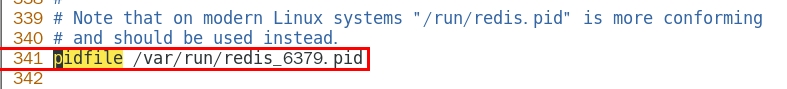 338 #
339 # Note that on modern Linux systems "/run/redis.pid" is more conforming
340 # and should be used instead.
341 pidfile /var/run/redis_6379.pid
342